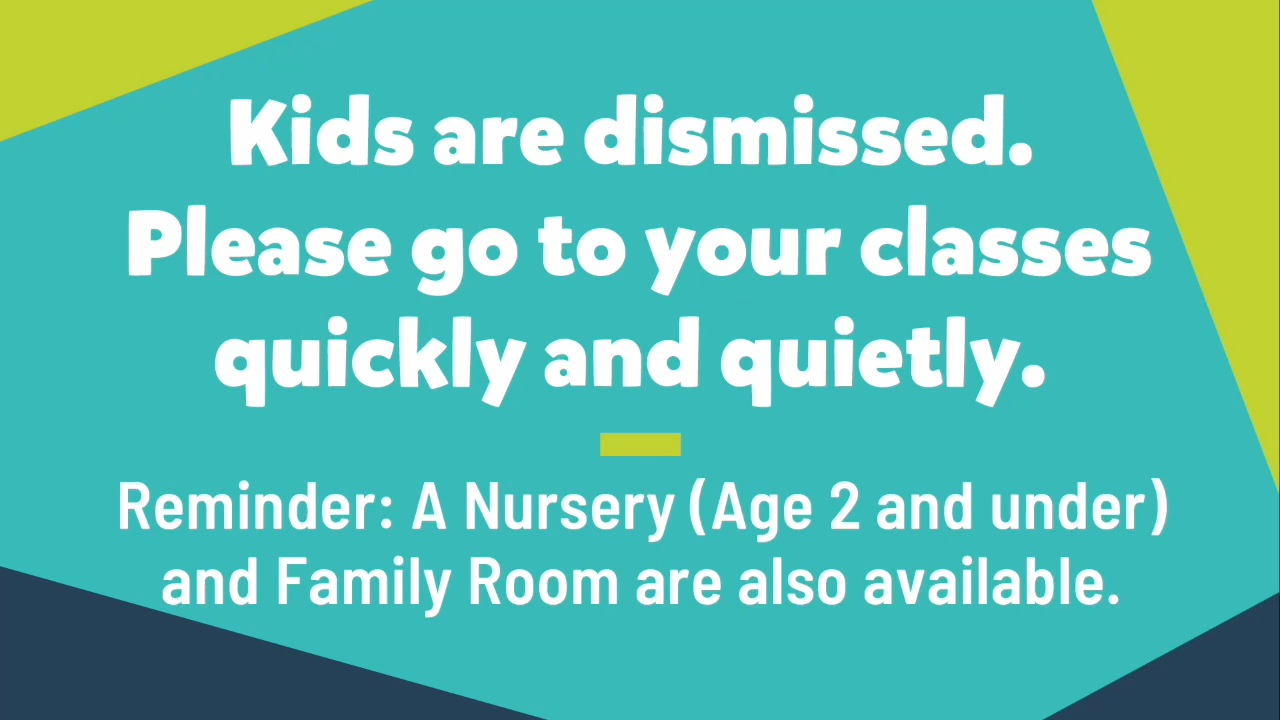 Kids are dismissed.
Please go to your classes
quickly and quietly.
Reminder: A Nursery (Age 2 and under)
and Family Room are also available.